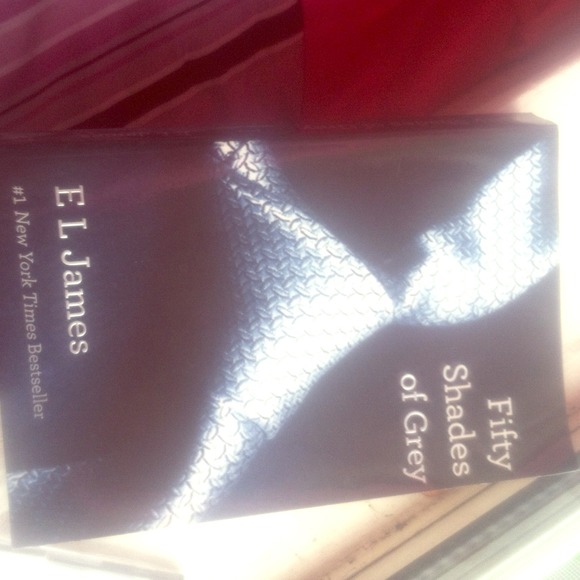 Fifty
Shades
of Grey
E L James
#1 New York Times Bestseller